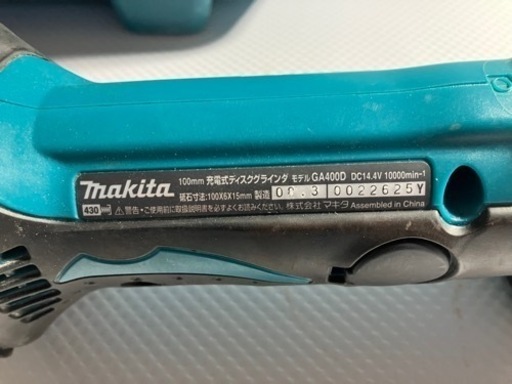 makita
100mm 充電式ディスクグラインダ モデル GA400D DC14.4V 10000min-1
砥石寸法:100X6X15mm 製造 09.3 0022625Y
430 ⚠警告・ご使用前に取扱説明書を必ずよくお読みください。株式会社マキタ Assembled in China